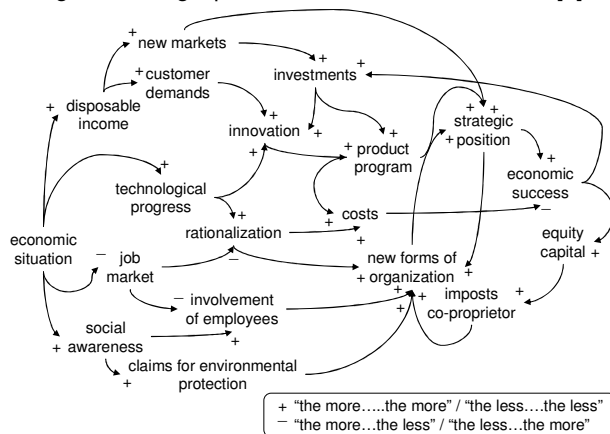 new markets
customer
demands
investments
disposable
income
innovation
product
program
strategic
position
technological
progress
economic
success
rationalization
costs
economic
situation
job
market
new forms of
organization
equity
capital
involvement
of employees
imposts
co-proprietor
social
awareness
claims for environmental
protection
+ "the more.....the more" / "the less....the less"
− "the more...the less" / "the less...the more"